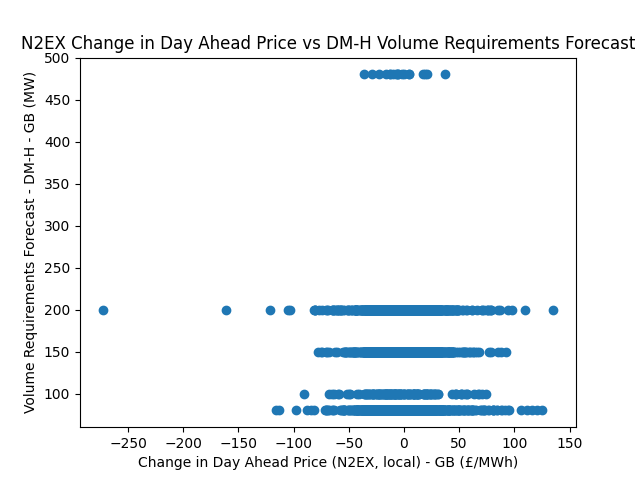 N2EX Change in Day Ahead Price vs DM-H Volume Requirements Forecast
500
450
400
350
300
250
200
150
100
Volume Requirements Forecast - DM-H - GB (MW)
−250 −200 −150 −100 −50 0 50 100 150
Change in Day Ahead Price (N2EX, local) - GB (£/MWh)